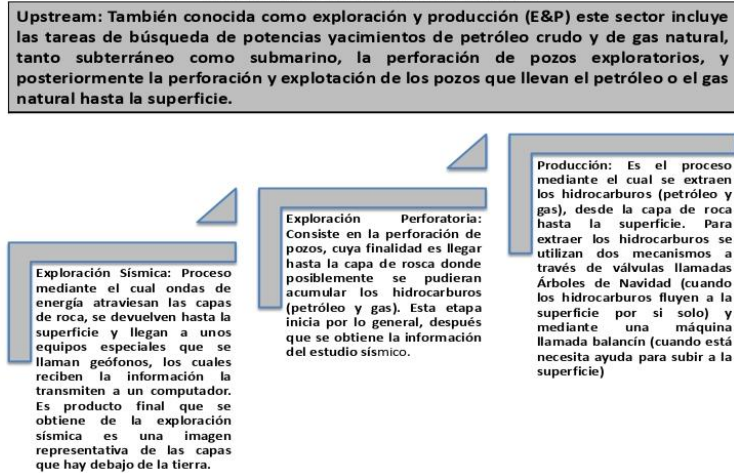 Upstream: También conocida como exploración y producción (E&P) este sector incluye
las tareas de búsqueda de potencias yacimientos de petróleo crudo y de gas natural,
tanto subterráneo como submarino, la perforación de pozos exploratorios, y
posteriormente la perforación y explotación de los pozos que llevan el petróleo o el gas
natural hasta la superficie.
Exploración Sísmica: Proceso
mediante el cual ondas de
energía atraviesan las capas
de roca, se devuelven hasta la
superficie y llegan a unos
equipos especiales que se
llaman geófonos, los cuales
reciben la información la
transmiten a un computador.
Es producto final que se
obtiene de la exploración
sísmica es una imagen
representativa de las capas
que hay debajo de la tierra.
Exploración Perforatoria:
Consiste en la perforación de
pozos, cuya finalidad es llegar
hasta la capa de rosca donde
posiblemente se pudieran
acumular los hidrocarburos
(petróleo y gas). Esta etapa
inicia por lo general, después
que se obtiene la información
del estudio sísmico.
Producción: Es el proceso
mediante el cual se extraen
los hidrocarburos (petróleo y
gas), desde la capa de roca
hasta la superficie. Para
extraer los hidrocarburos se
utilizan dos mecanismos a
través de válvulas llamadas
Árboles de Navidad (cuando
los hidrocarburos fluyen a la
superficie por si solo) y
mediante una máquina
llamada balancín (cuando está
necesita ayuda para subir a la
superficie)